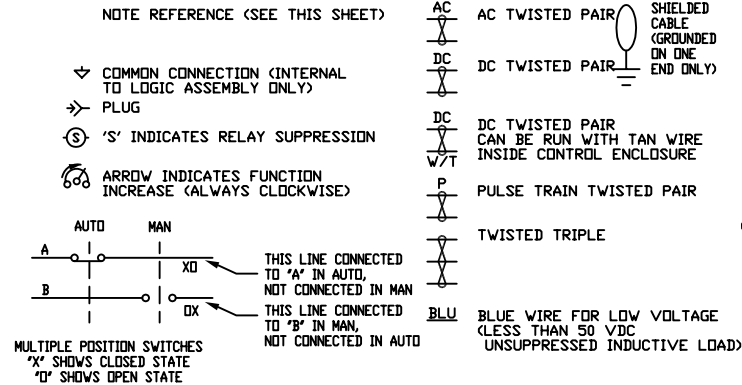 NOTE REFERENCE (SEE THIS SHEET)
COMMON CONNECTION (INTERNAL
TO LOGIC ASSEMBLY ONLY)
PLUG
S
'S' INDICATES RELAY SUPPRESSION
ARROW INDICATES FUNCTION
INCREASE (ALWAYS CLOCKWISE)
AUTO
MAN
A
XO
THIS LINE CONNECTED
TO "A" IN AUTO,
NOT CONNECTED IN MAN
B
OX
THIS LINE CONNECTED
TO "B" IN MAN,
NOT CONNECTED IN AUTO
MULTIPLE POSITION SWITCHES
"X" SHOWS CLOSED STATE
"O" SHOWS OPEN STATE
AC
AC TWISTED PAIR
SHIELDED
CABLE
(GROUNDED
ON ONE
END ONLY)
DC
DC TWISTED PAIR
DC
W/T
DC TWISTED PAIR
CAN BE RUN WITH TAN WIRE
INSIDE CONTROL ENCLOSURE
P
PULSE TRAIN TWISTED PAIR
TWISTED TRIPLE
BLU
BLUE WIRE FOR LOW VOLTAGE
(LESS THAN 50 VDC
UNSUPPRESSED INDUCTIVE LOAD)